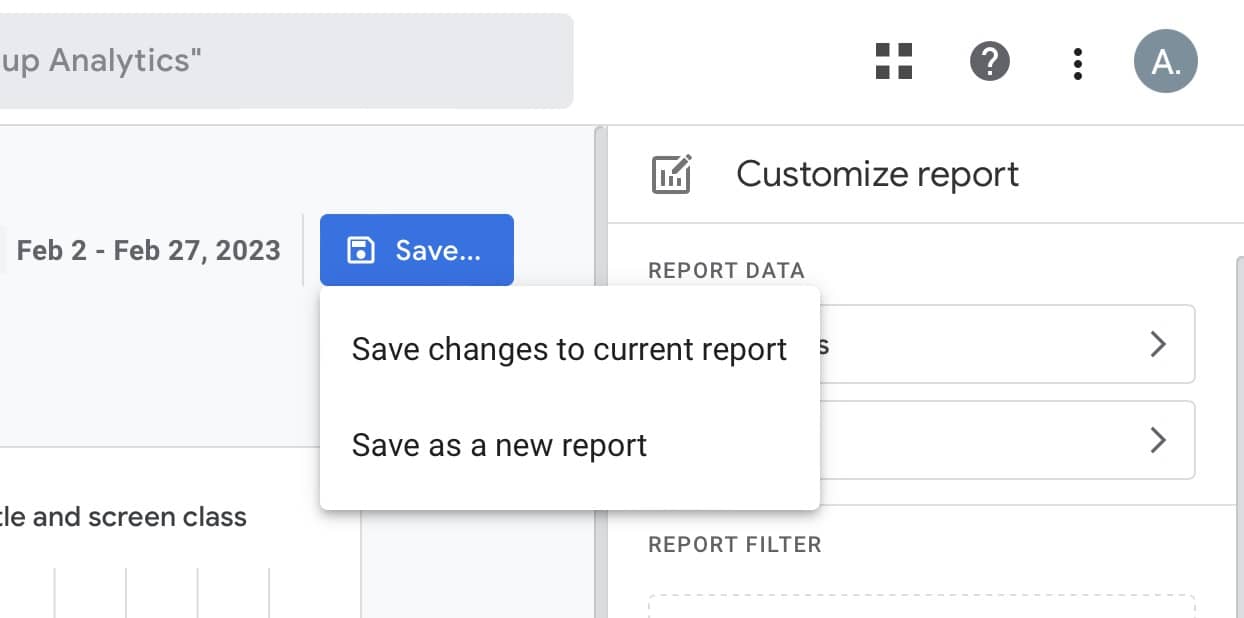 up Analytics"
A.
Customize report
Feb 2 - Feb 27, 2023
Save...
REPORT DATA
Save changes to current report
Save as a new report
and screen class
REPORT FILTER